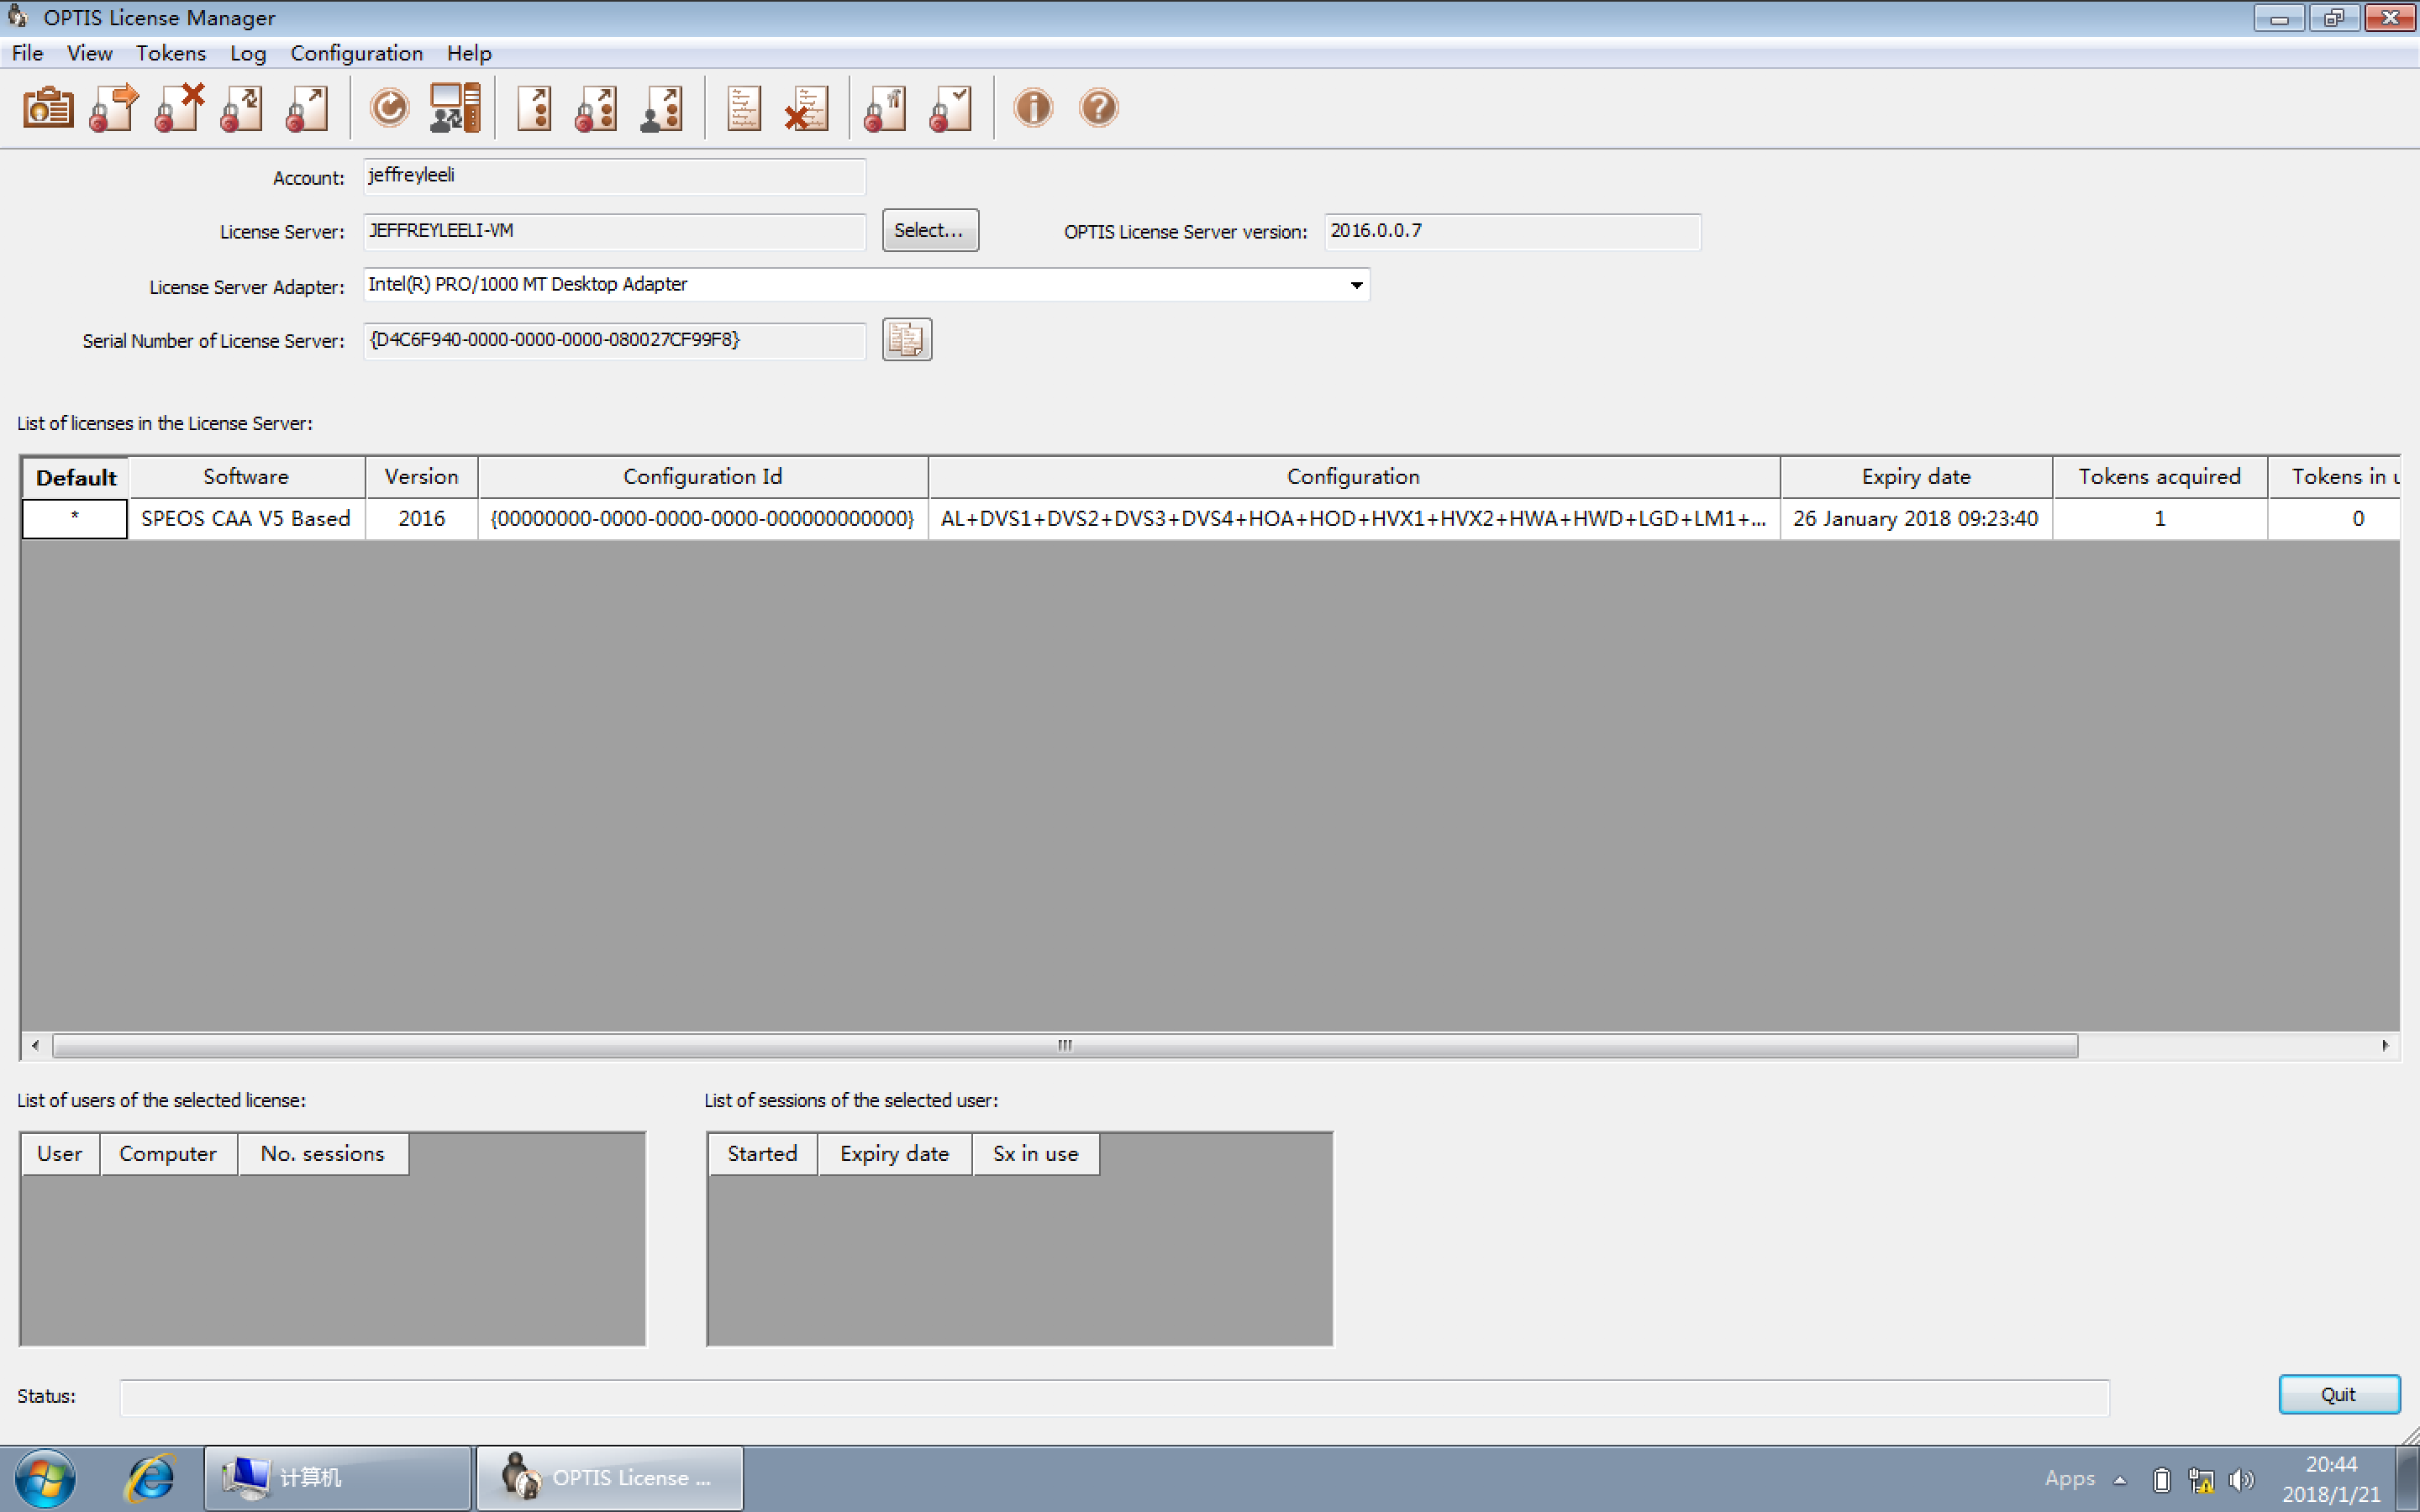 OPTIS License Manager
File View Tokens Log Configuration Help
Account: jeffreyleeli
License Server: JEFFREYLEELI-VM Select... OPTIS License Server version: 2016.0.0.7
License Server Adapter: Intel(R) PRO/1000 MT Desktop Adapter
Serial Number of License Server: {D4C6F940-0000-0000-0000-080027CF99F8}
List of licenses in the License Server:
Default Software Version Configuration Id Configuration Expiry date Tokens acquired Tokens in u
* SPEOS CAA V5 Based 2016 {00000000-0000-0000-0000-000000000000} AL+DVS1+DVS2+DVS3+DVS4+HOA+HOD+HVX1+HVX2+HWA+HWD+LGD+LM1+... 26 January 2018 09:23:40 1 0
List of users of the selected license: List of sessions of the selected user:
User Computer No. sessions Started Expiry date Sx in use
Status: Quit
计算机 OPTIS License ... Apps 20:44
2018/1/21